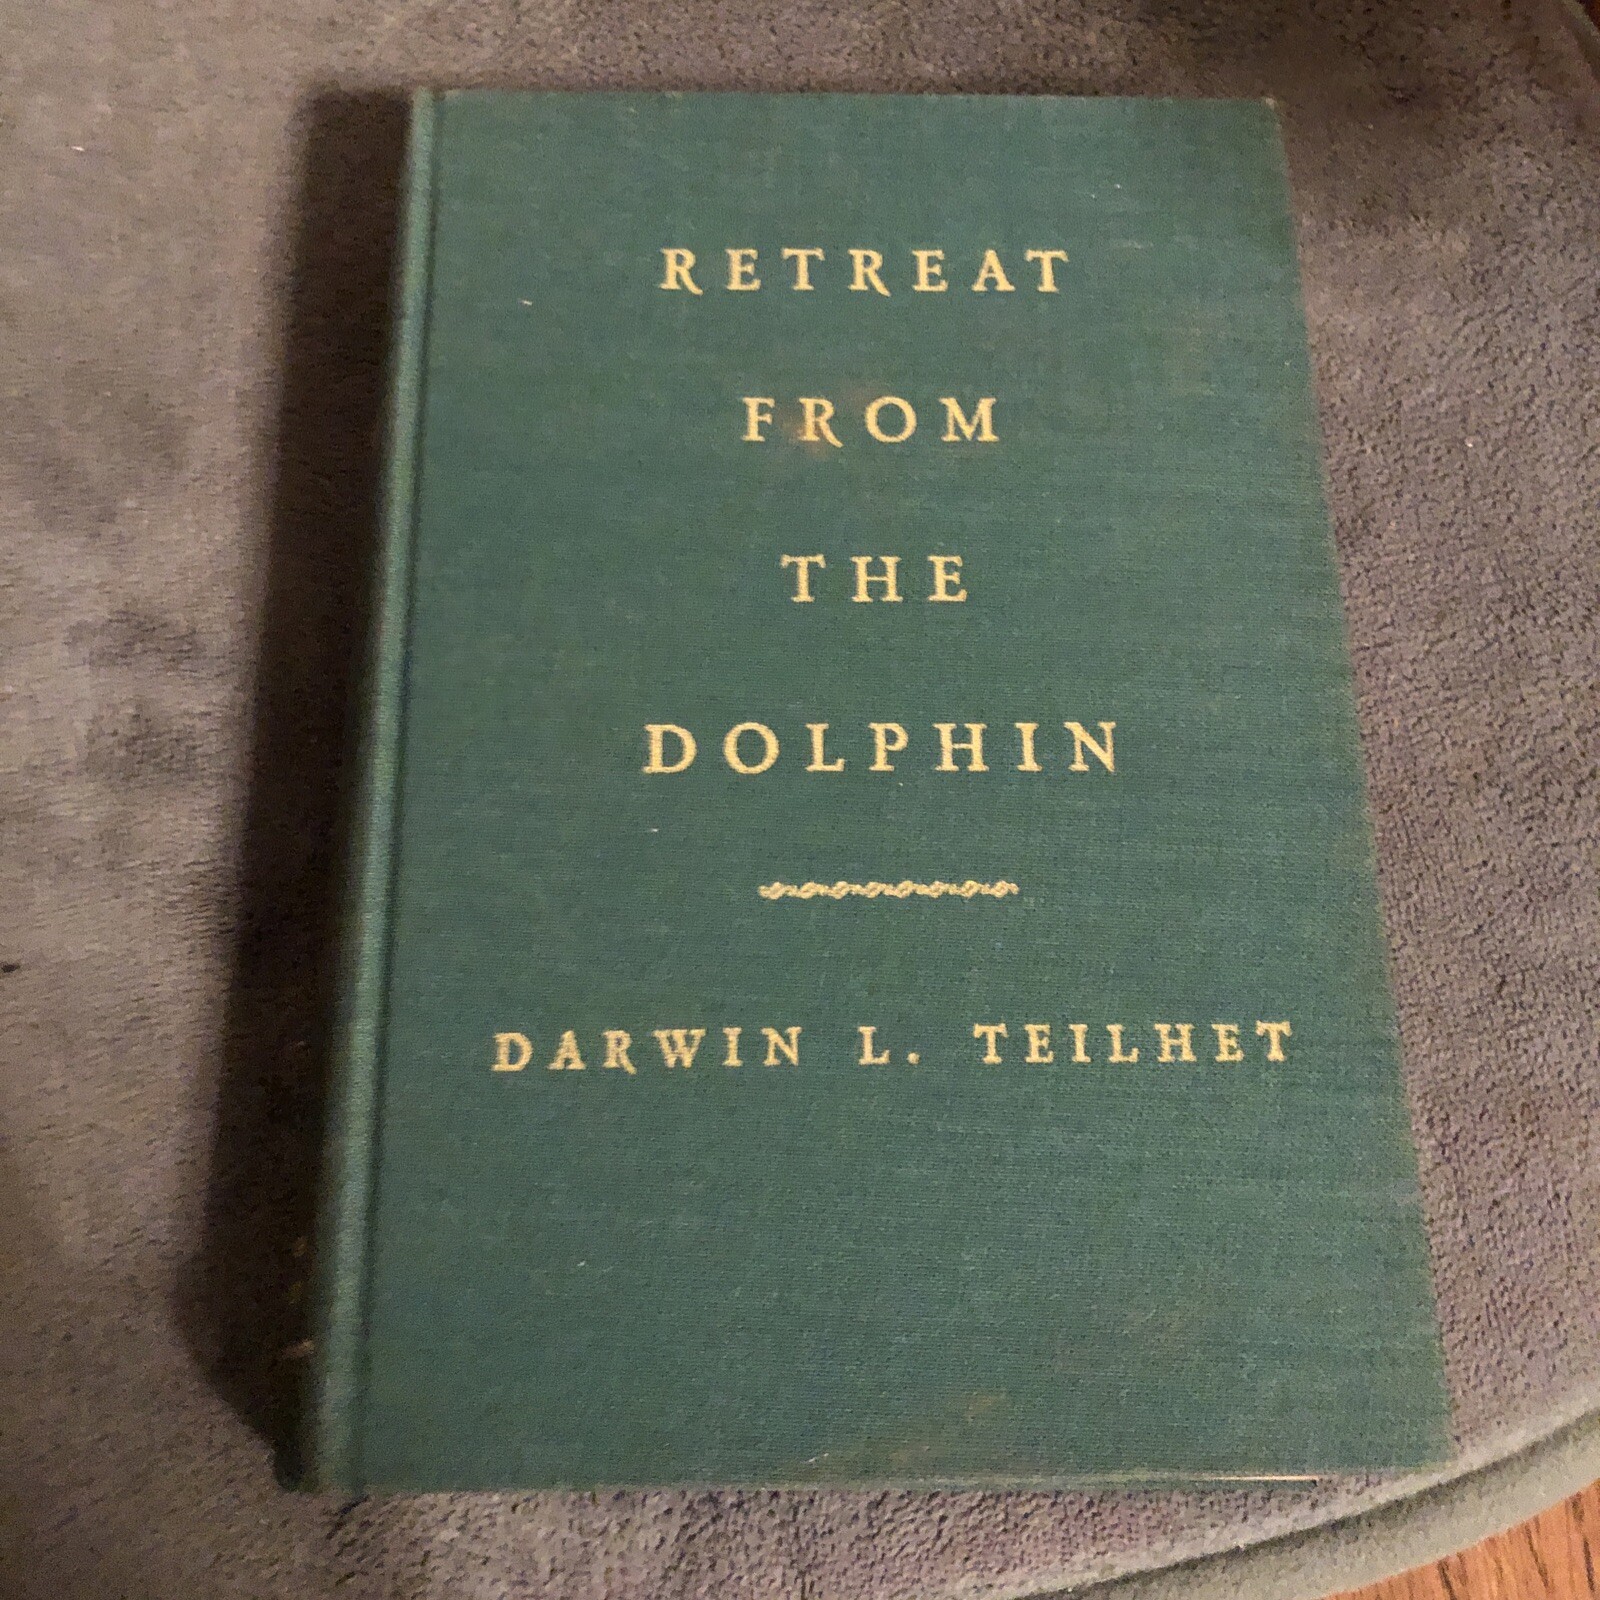 RETREAT
FROM
THE
DOLPHIN
DARWIN L. TEILHET